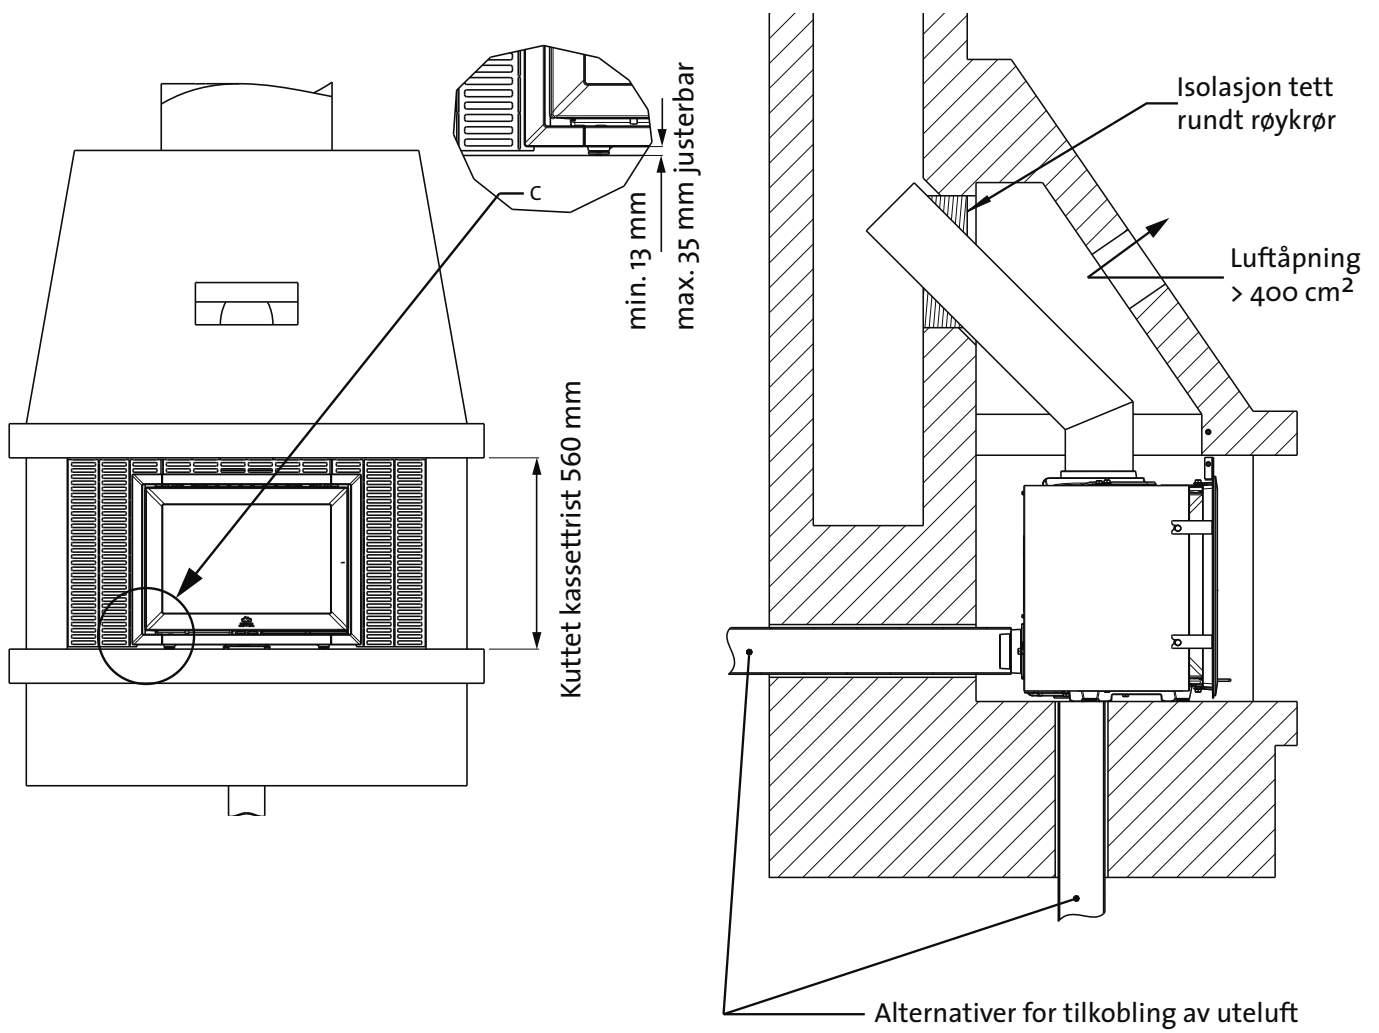 C
min. 13 mm
max. 35 mm justerbar
Kuttet kassettrist 560 mm
Isolasjon tett
rundt røykrør
Luftåpning
> 400 cm²
Alternativer for tilkobling av uteluft